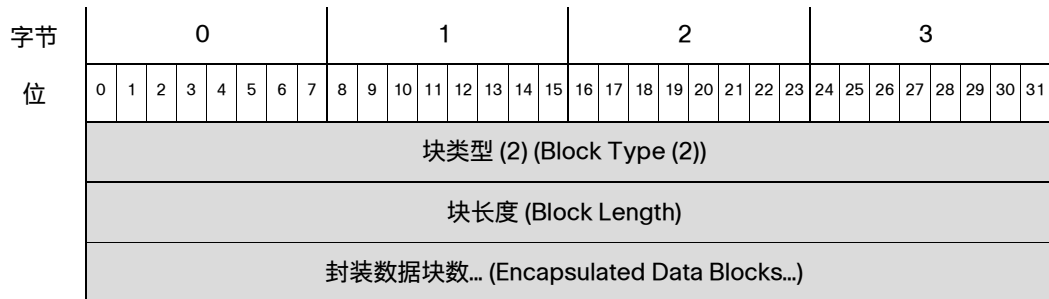 字节 0 1 2 3
位 0 1 2 3 4 5 6 7 8 9 10 11 12 13 14 15 16 17 18 19 20 21 22 23 24 25 26 27 28 29 30 31
块类型 (2) (Block Type (2))
块长度 (Block Length)
封装数据块数... (Encapsulated Data Blocks...)